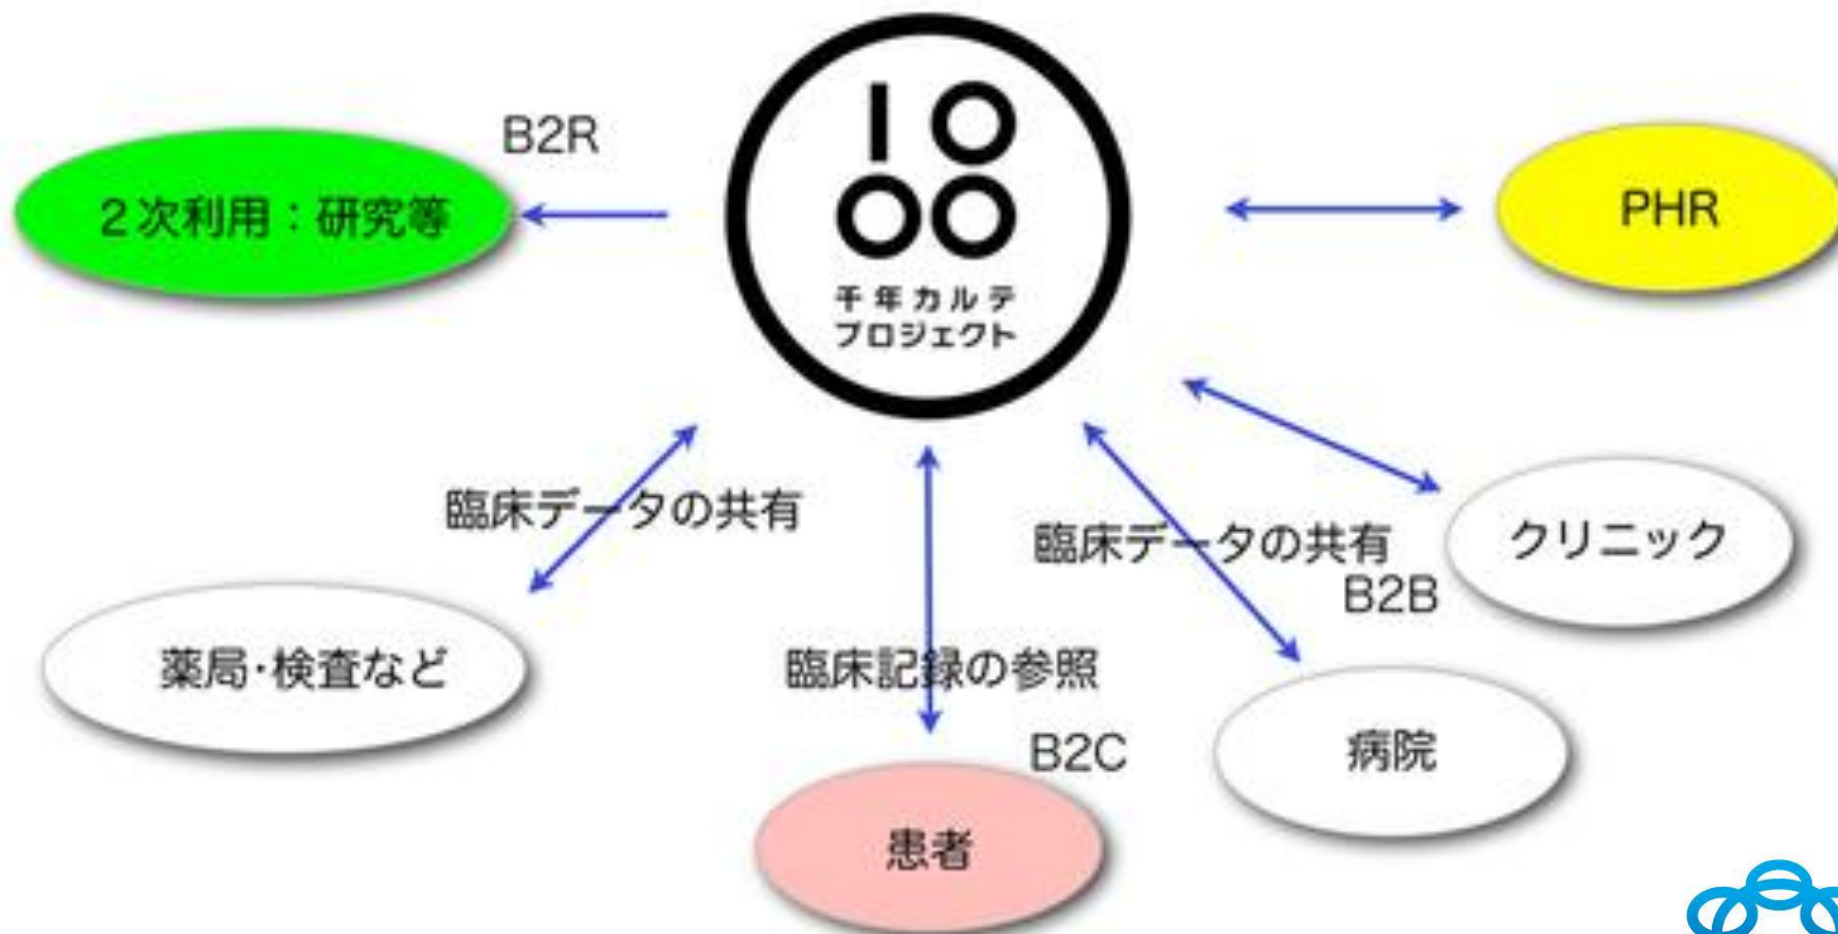 B2R
２次利用：研究等
1000
千年カルテ
プロジェクト
PHR
臨床データの共有
臨床データの共有
B2B
クリニック
薬局・検査など
臨床記録の参照
B2C
病院
患者